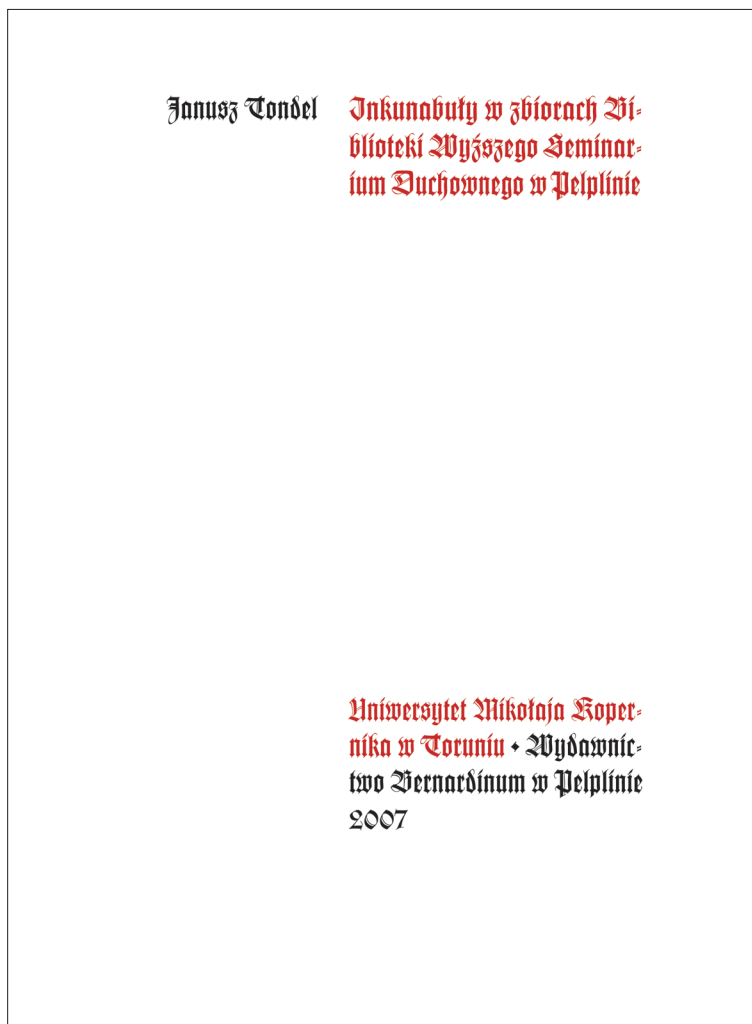 Janusz Tondel
Inkunabuły w zbiorach Bi-
blioteki Wyższego Seminar-
ium Duchownego w Pelplinie
Uniwersytet Mikołaja Koper-
nika w Toruniu • Wydawnic-
two Bernardinum w Pelplinie
2007